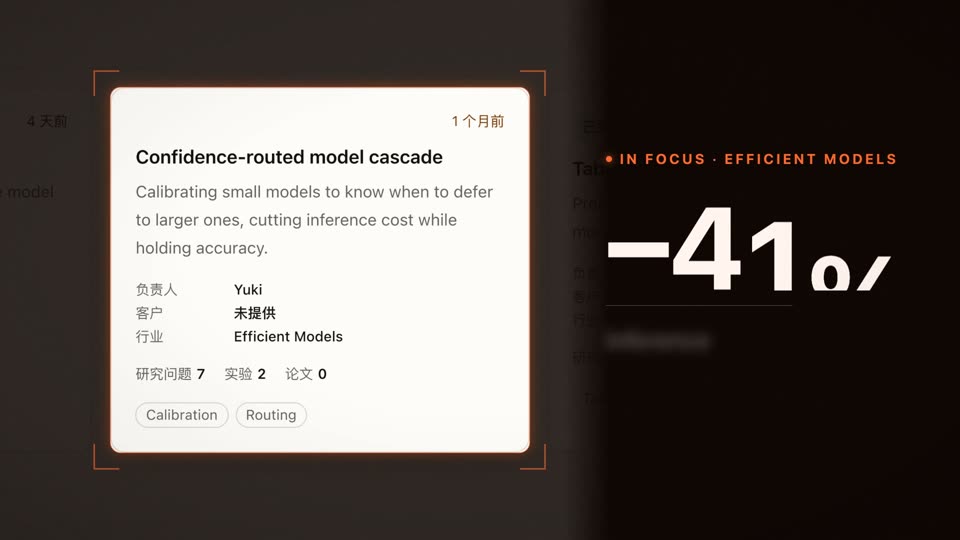 4 天前
e model
1 个月前
Confidence-routed model cascade
Calibrating small models to know when to defer
to larger ones, cutting inference cost while
holding accuracy.
负责人 Yuki
客户 未提供
行业 Efficient Models
研究问题 7 实验 2 论文 0
Calibration Routing
IN FOCUS · EFFICIENT MODELS
−41%